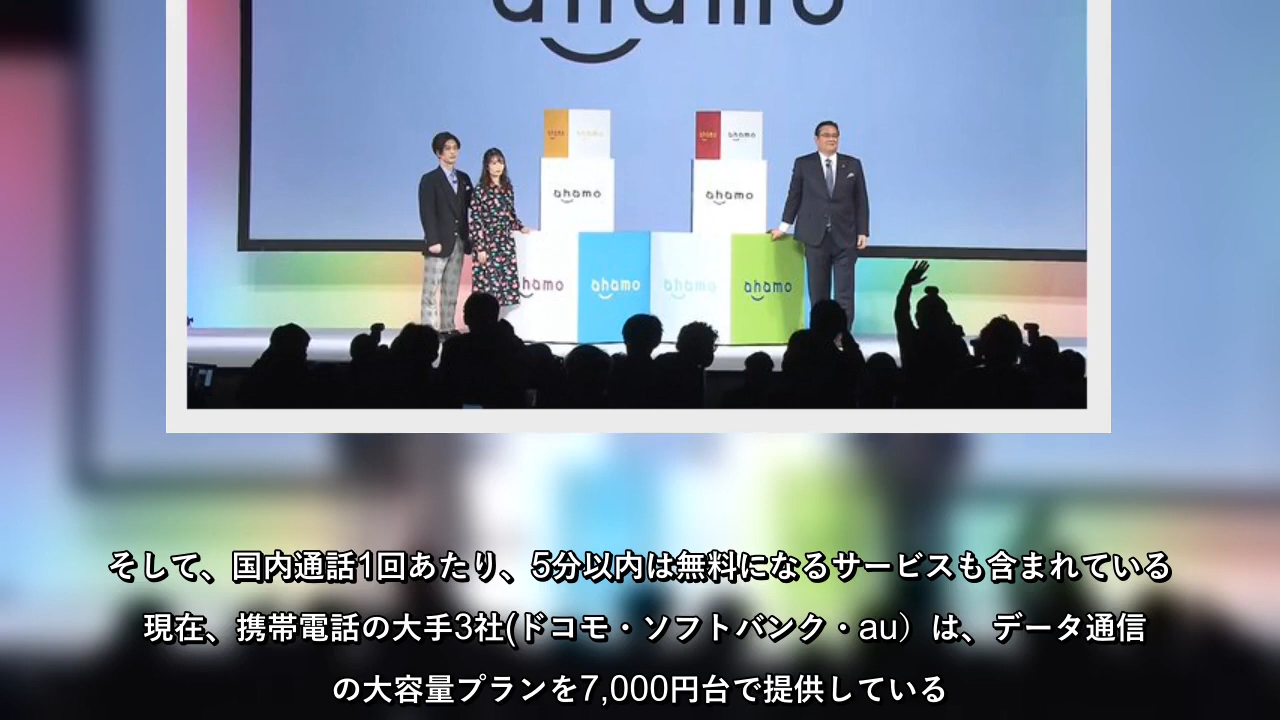 ahamo
ahamo
ahamo
ahamo
ahamo
ahamo
ahamo
ahamo
ahamo
そして、国内通話1回あたり、5分以内は無料になるサービスも含まれている
現在、携帯電話の大手3社(ドコモ・ソフトバンク・au）は、データ通信
の大容量プランを7,000円台で提供している